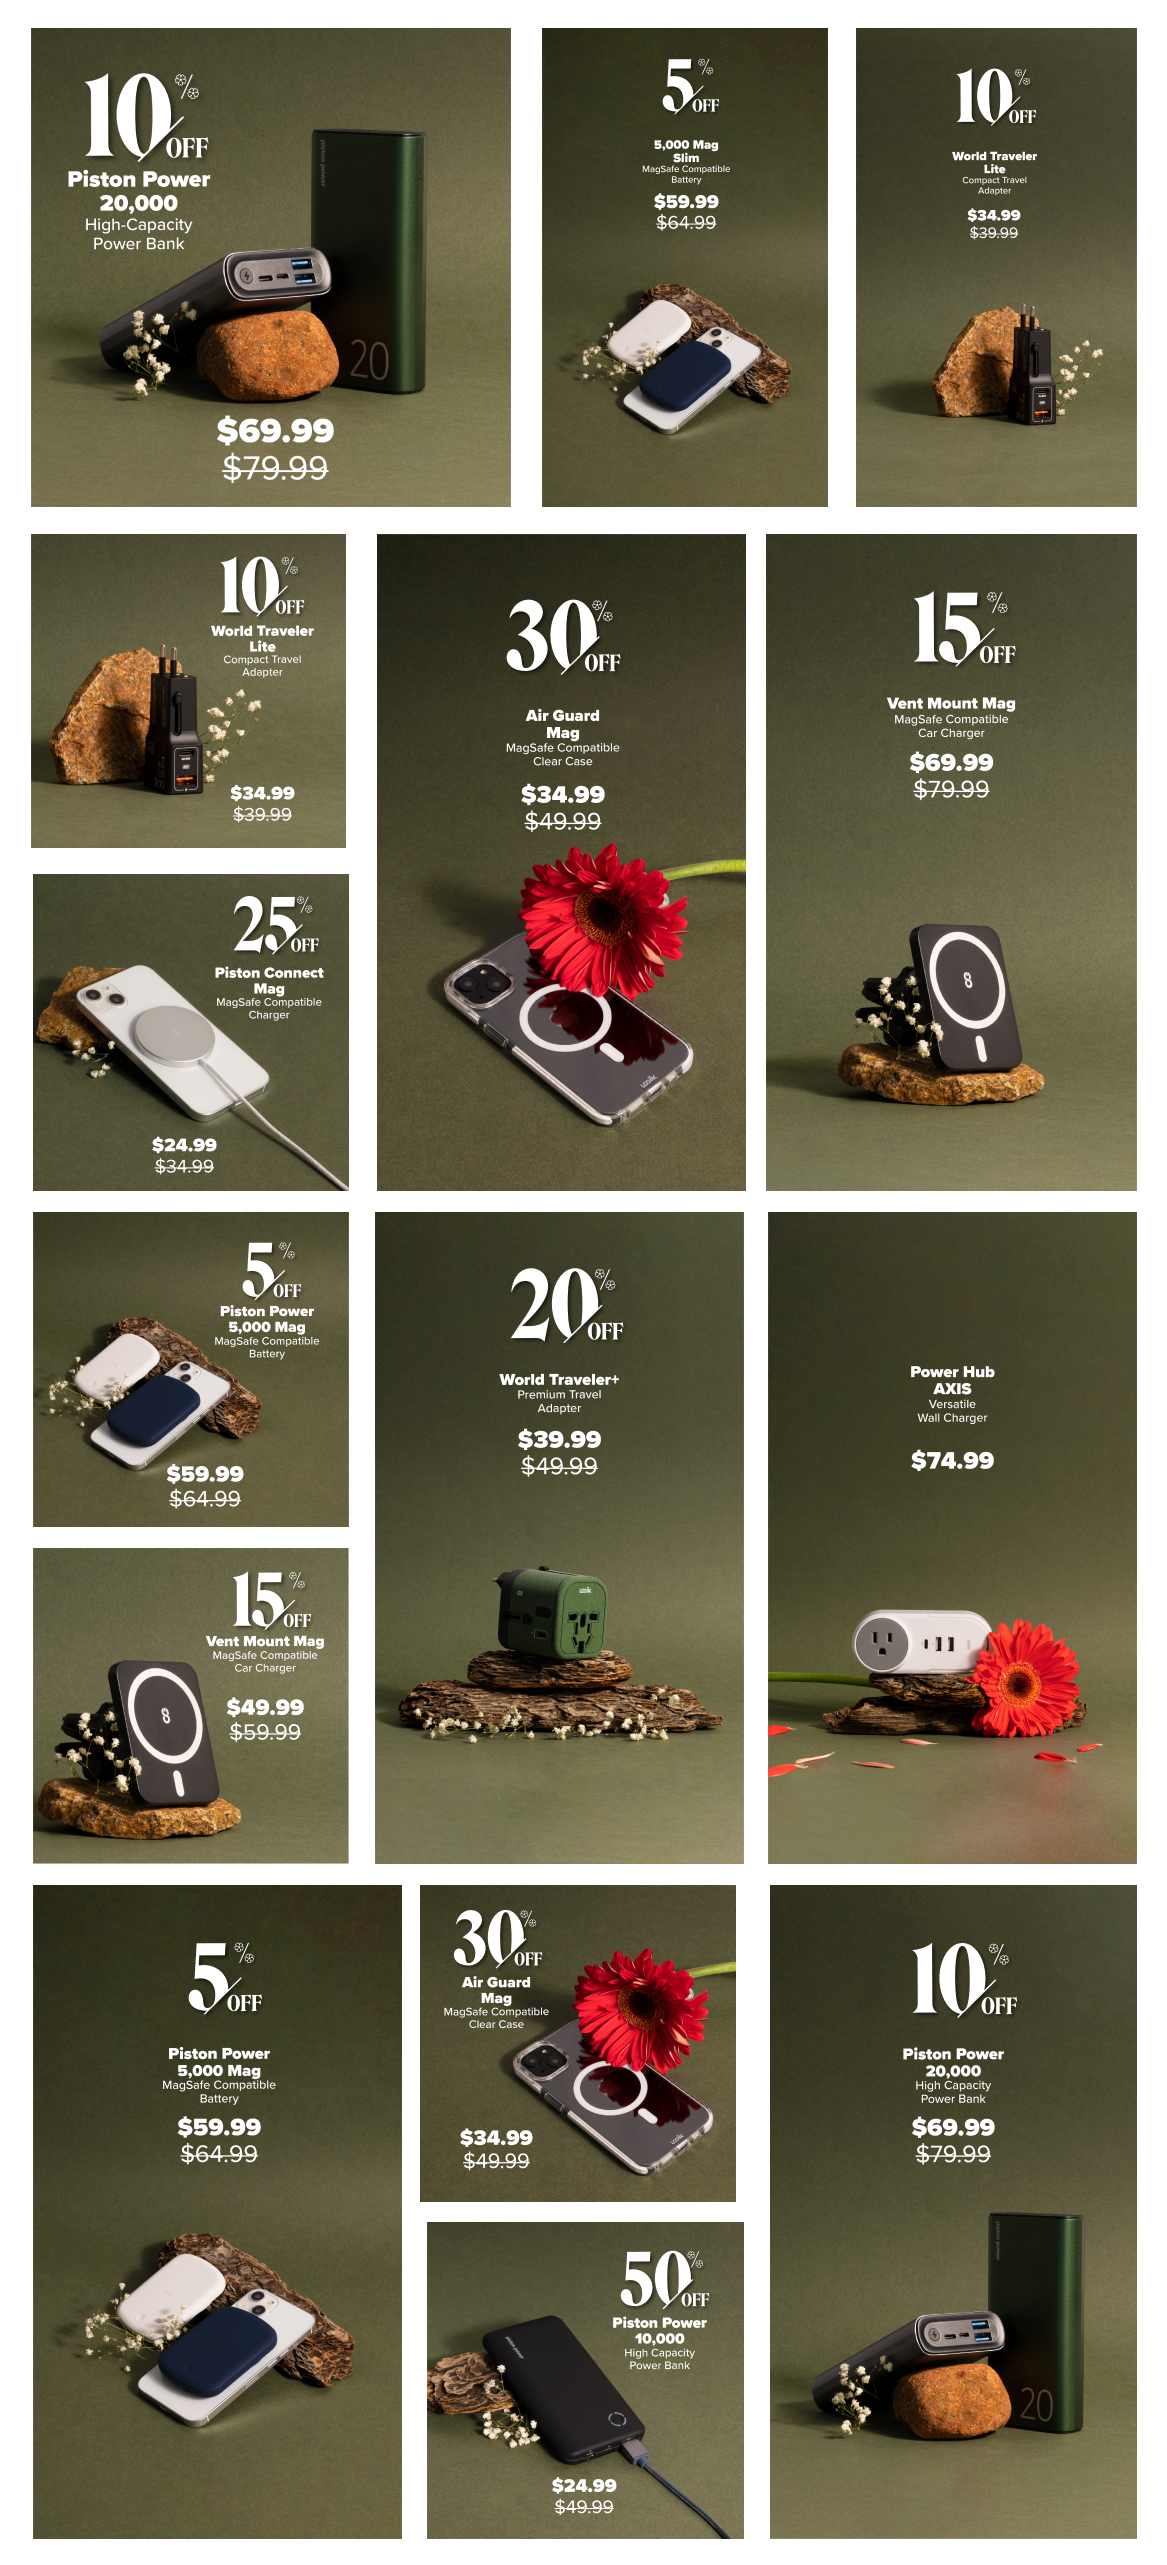 10%
OFF
Piston Power
20,000
High-Capacity
Power Bank
piston power
20
$69.99
$79.99
5%
OFF
5,000 Mag
Slim
MagSafe Compatible
Battery
$59.99
$64.99
10%
OFF
World Traveler
Lite
Compact Travel
Adapter
$34.99
$39.99
10%
OFF
World Traveler
Lite
Compact Travel
Adapter
$34.99
$39.99
25%
OFF
Piston Connect
Mag
MagSafe Compatible
Charger
$24.99
$34.99
30%
OFF
Air Guard
Mag
MagSafe Compatible
Clear Case
$34.99
$49.99
15%
OFF
Vent Mount Mag
MagSafe Compatible
Car Charger
$69.99
$79.99
8
5%
OFF
Piston Power
5,000 Mag
MagSafe Compatible
Battery
$59.99
$64.99
15%
OFF
Vent Mount Mag
MagSafe Compatible
Car Charger
$49.99
$59.99
8
20%
OFF
World Traveler+
Premium Travel
Adapter
$39.99
$49.99
Power Hub
AXIS
Versatile
Wall Charger
$74.99
5%
OFF
Piston Power
5,000 Mag
MagSafe Compatible
Battery
$59.99
$64.99
30%
OFF
Air Guard
Mag
MagSafe Compatible
Clear Case
$34.99
$49.99
50%
OFF
Piston Power
10,000
High Capacity
Power Bank
$24.99
$49.99
10%
OFF
Piston Power
20,000
High Capacity
Power Bank
$69.99
$79.99
piston power
20